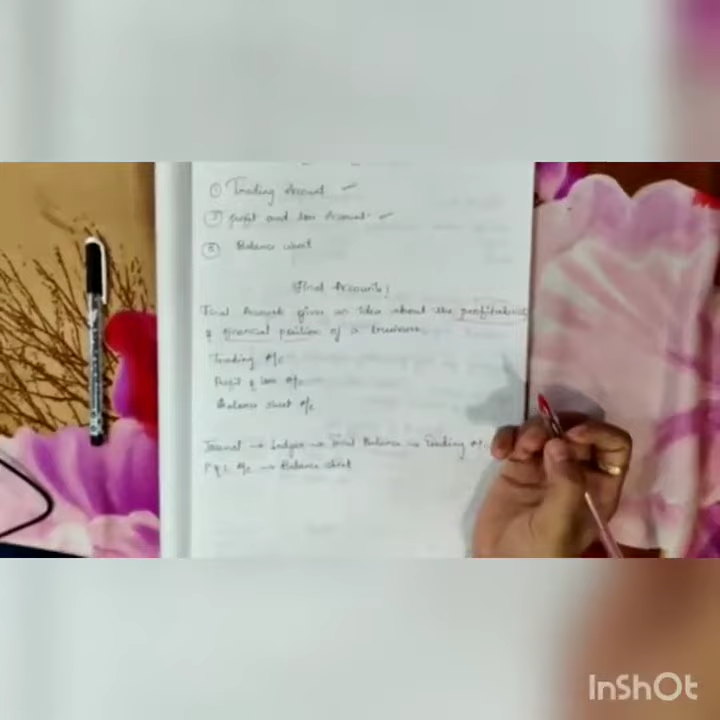 ① Trading Account
② profit and loss Account
③ Balance sheet
Final Accounts:
Final Accounts gives an idea about the profitability
& financial position of a business.
Trading A/c
Profit & loss A/c
Balance sheet A/c
Journal → Ledger → Trial Balance → Trading A/c
P & L A/c → Balance sheet
InShOt